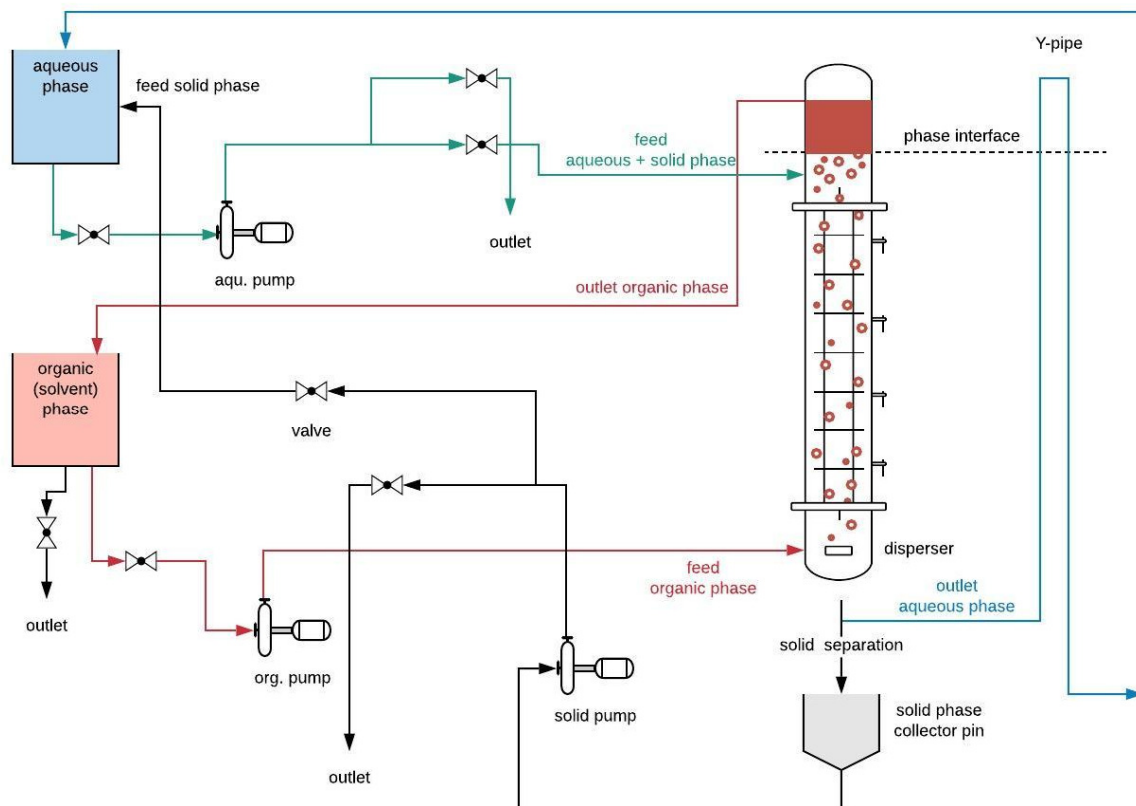 Y-pipe
aqueous
phase
feed solid phase
phase interface
feed
aqueous + solid phase
outlet
aqu. pump
outlet organic phase
organic
(solvent)
phase
valve
disperser
feed
organic phase
outlet
aqueous phase
outlet
solid separation
org. pump
solid pump
solid phase
collector pin
outlet